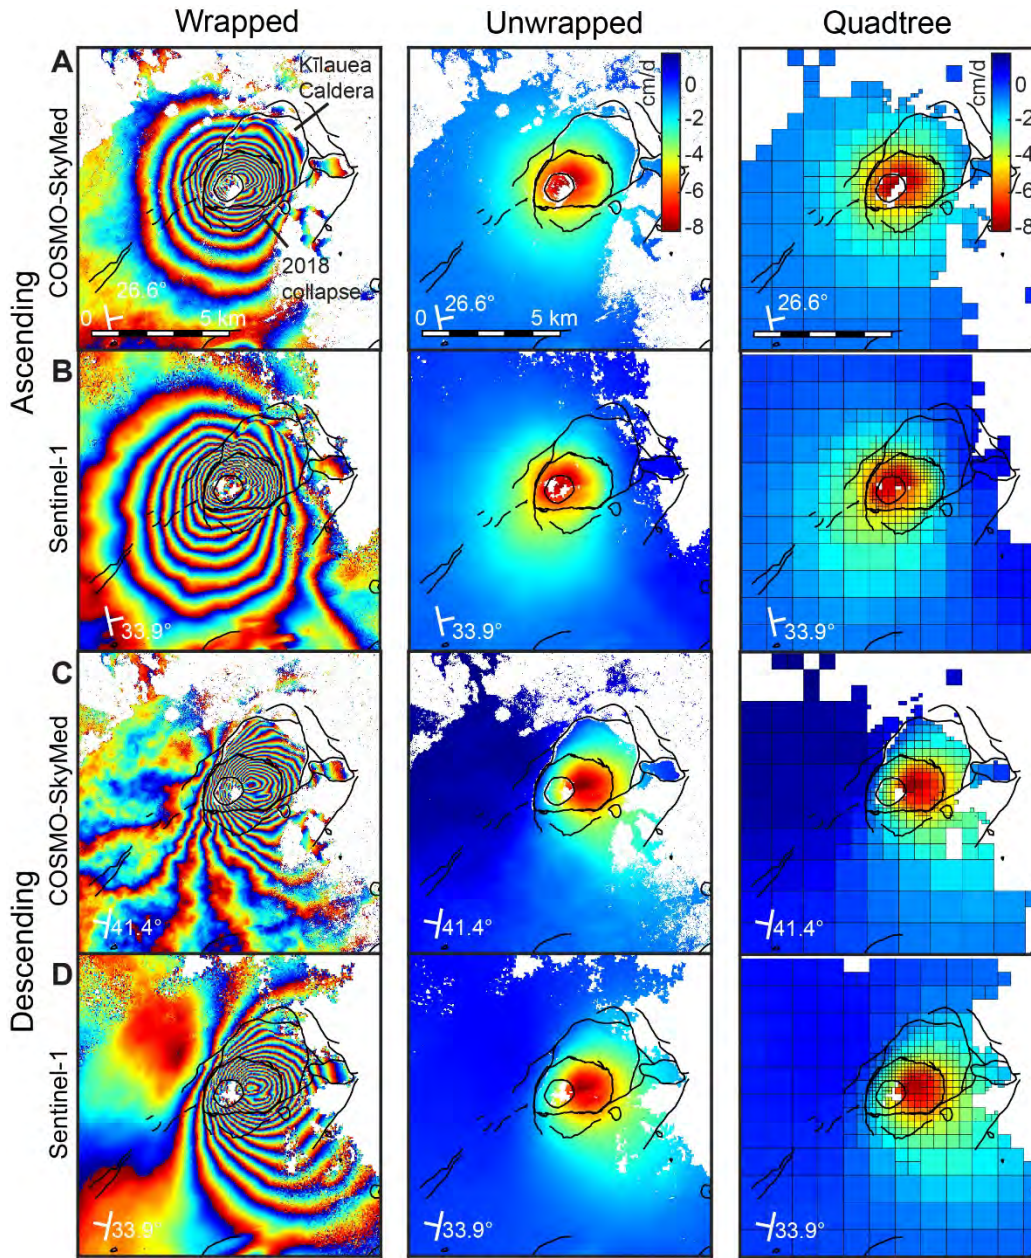 Wrapped
Unwrapped
Quadtree
Ascending
Descending
A
COSMO-SkyMed
Kīlauea
Caldera
2018
collapse
26.6°
0
5 km
cm/d
0
-2
-4
-6
-8
26.6°
0
5 km
cm/d
0
-2
-4
-6
-8
26.6°
B
Sentinel-1
33.9°
33.9°
33.9°
C
COSMO-SkyMed
41.4°
41.4°
41.4°
D
Sentinel-1
33.9°
33.9°
33.9°